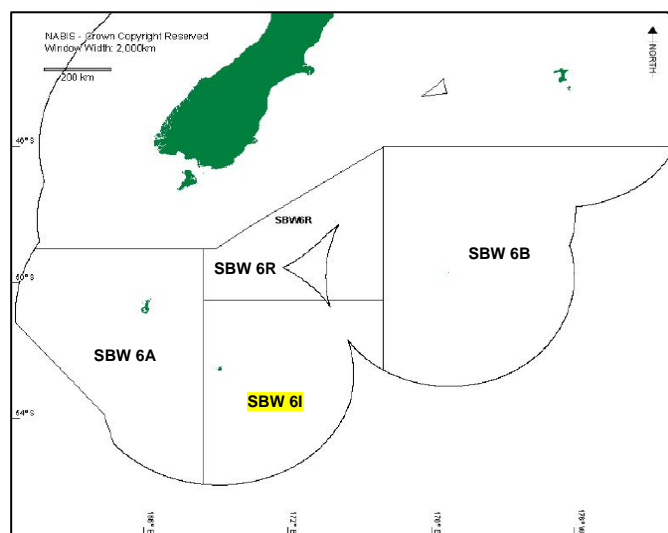 NABIS - Crown Copyright Reserved
Window Width: 2,000km
200 km
NORTH
46° S
SBW6R
SBW 6R
SBW 6B
50° S
SBW 6A
SBW 6I
54° S
172° E